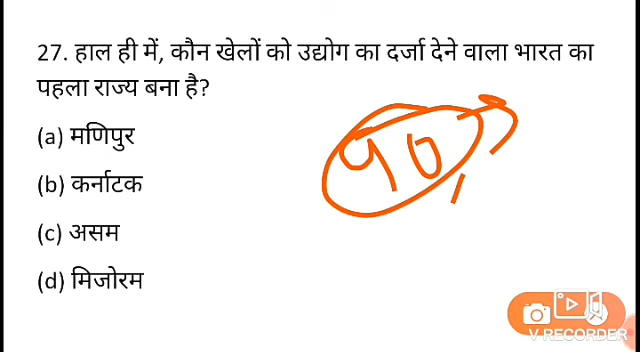 27. हाल ही में, कौन खेलों को उद्योग का दर्जा देने वाला भारत का
पहला राज्य बना है?
(a) मणिपुर
(b) कर्नाटक
(c) असम
(d) मिजोरम
V RECORDER